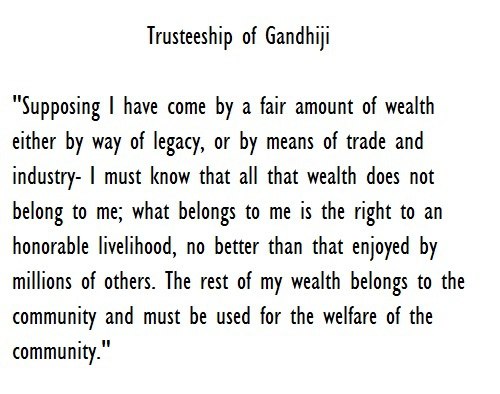 Trusteeship of Gandhiji
"Supposing I have come by a fair amount of wealth
either by way of legacy, or by means of trade and
industry- I must know that all that wealth does not
belong to me; what belongs to me is the right to an
honorable livelihood, no better than that enjoyed by
millions of others. The rest of my wealth belongs to the
community and must be used for the welfare of the
community."